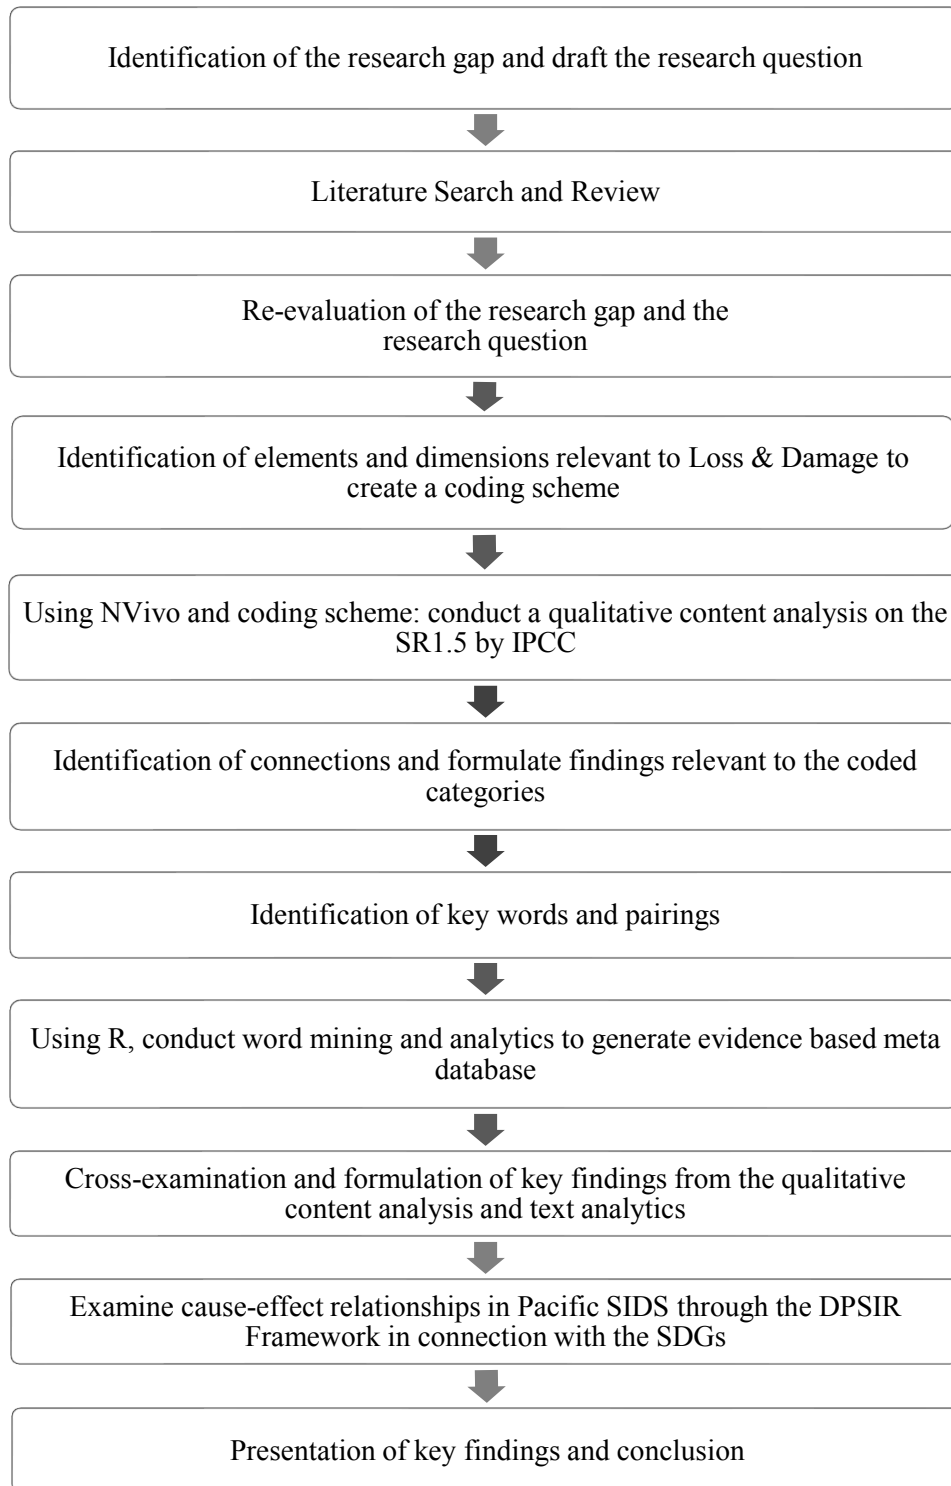 Identification of the research gap and draft the research question
Literature Search and Review
Re-evaluation of the research gap and the
research question
Identification of elements and dimensions relevant to Loss & Damage to
create a coding scheme
Using NVivo and coding scheme: conduct a qualitative content analysis on the
SR1.5 by IPCC
Identification of connections and formulate findings relevant to the coded
categories
Identification of key words and pairings
Using R, conduct word mining and analytics to generate evidence based meta
database
Cross-examination and formulation of key findings from the qualitative
content analysis and text analytics
Examine cause-effect relationships in Pacific SIDS through the DPSIR
Framework in connection with the SDGs
Presentation of key findings and conclusion